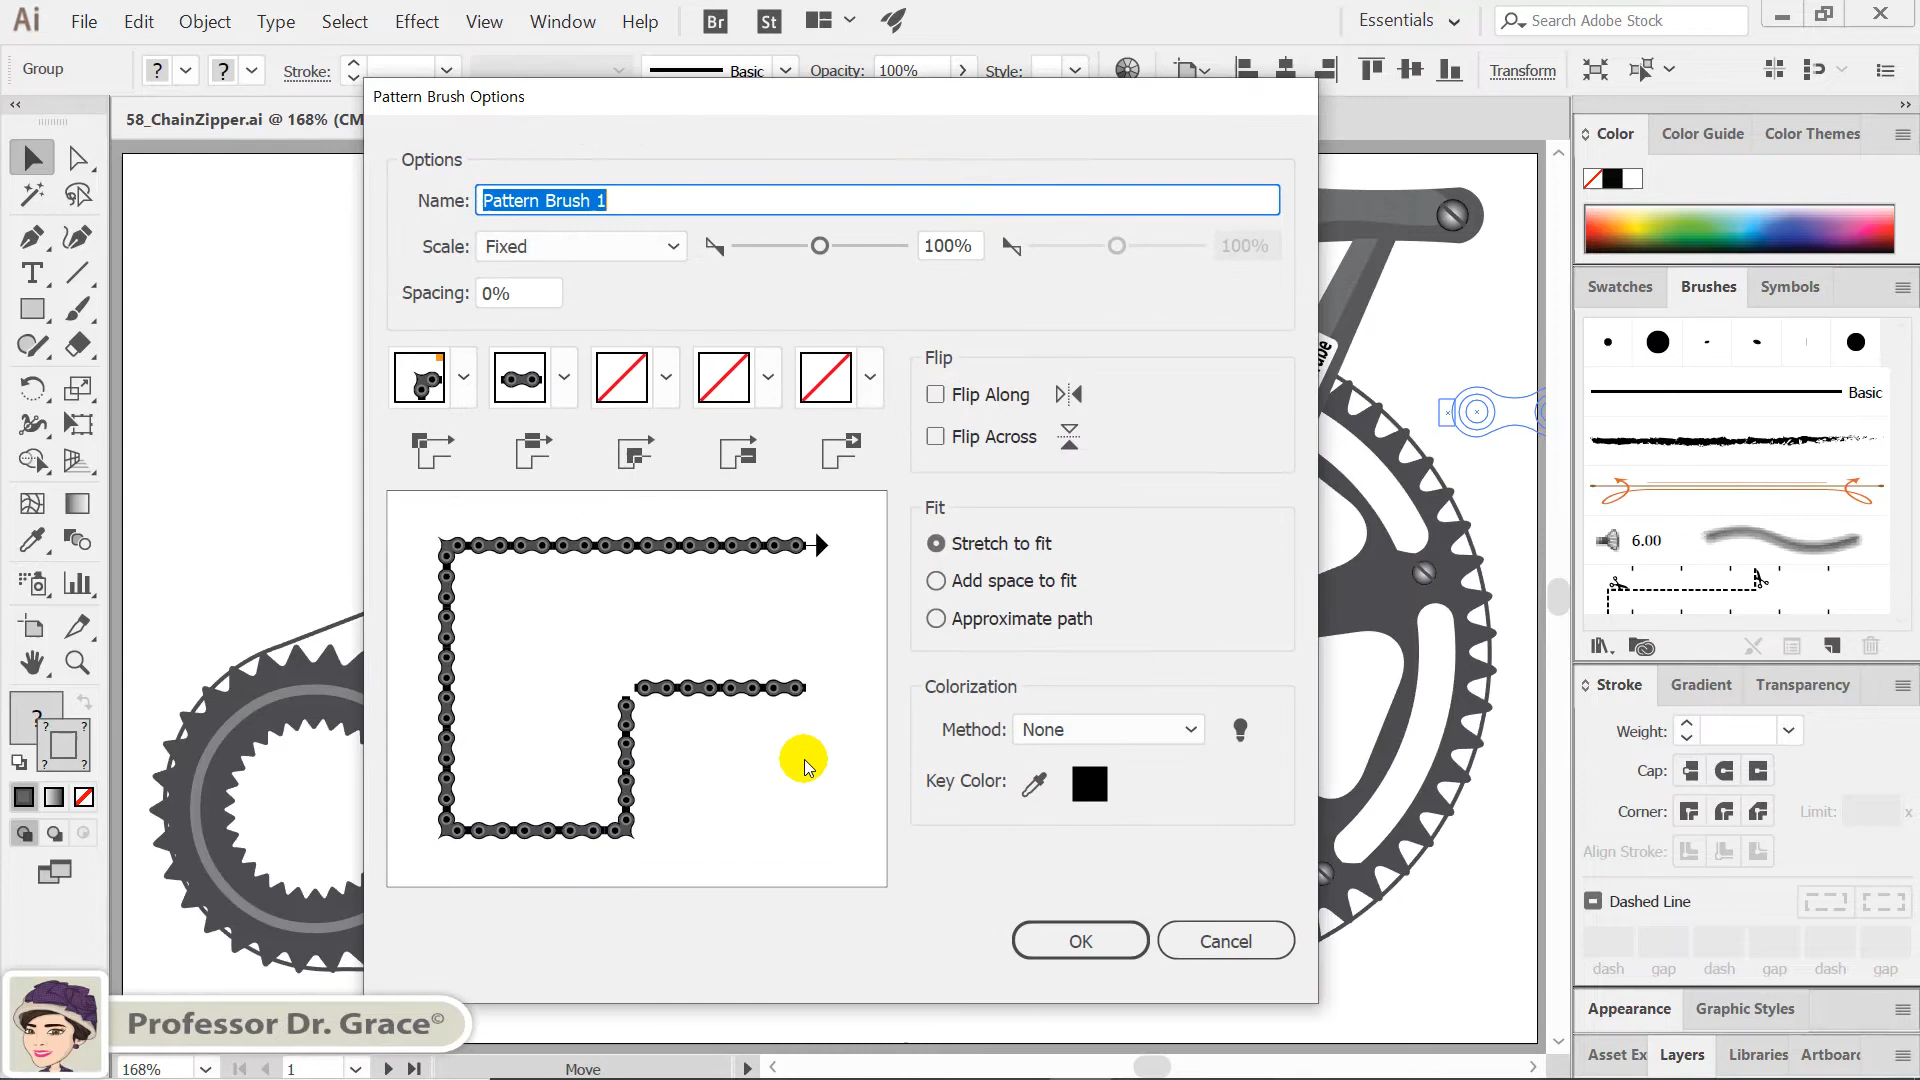 Ai File Edit Object Type Select Effect View Window Help Br St Essentials Search Adobe Stock
Group ? ? Stroke: Basic Opacity: 100% Style: Transform
Pattern Brush Options
58_ChainZipper.ai @ 168% (CM
Options
Name: Pattern Brush 1
Scale: Fixed 100% 100%
Spacing: 0%
Flip
Flip Along
Flip Across
Fit
Stretch to fit
Add space to fit
Approximate path
Colorization
Method: None
Key Color:
OK Cancel
Color Color Guide Color Themes
Swatches Brushes Symbols
Basic
6.00
Stroke Gradient Transparency
Weight:
Cap:
Corner: Limit: x
Align Stroke:
Dashed Line
dash gap dash gap dash gap
Appearance Graphic Styles
Asset Ex Layers Libraries Artboard
? ? ? ? ?
Professor Dr. Grace©
168% 1 Move